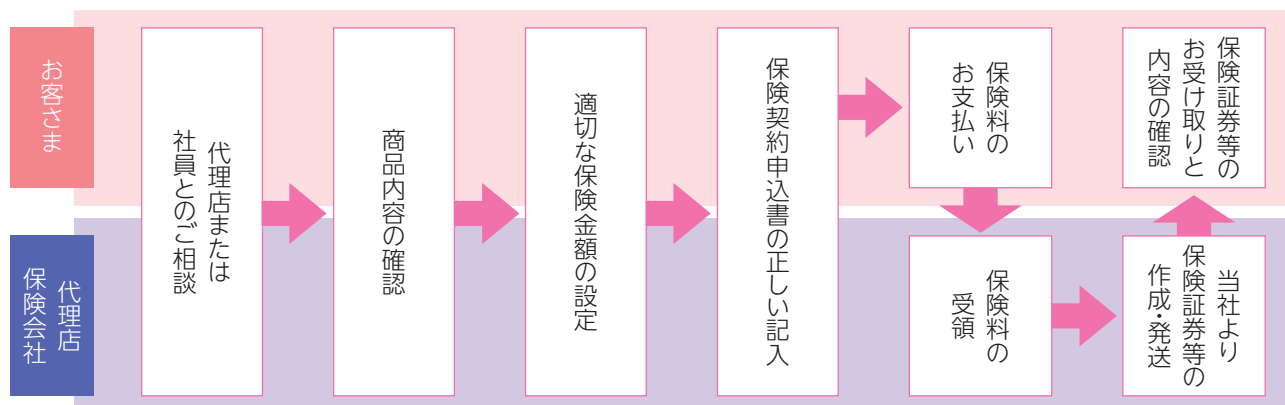 お客さま
代理店
保険会社
代理店または
社員とのご相談
商品内容の確認
適切な保険金額の設定
保険契約申込書の正しい記入
保険料の
お支払い
保険料の
受領
当社より
保険証券等の
作成・発送
保険証券等の
お受け取りと
内容の確認